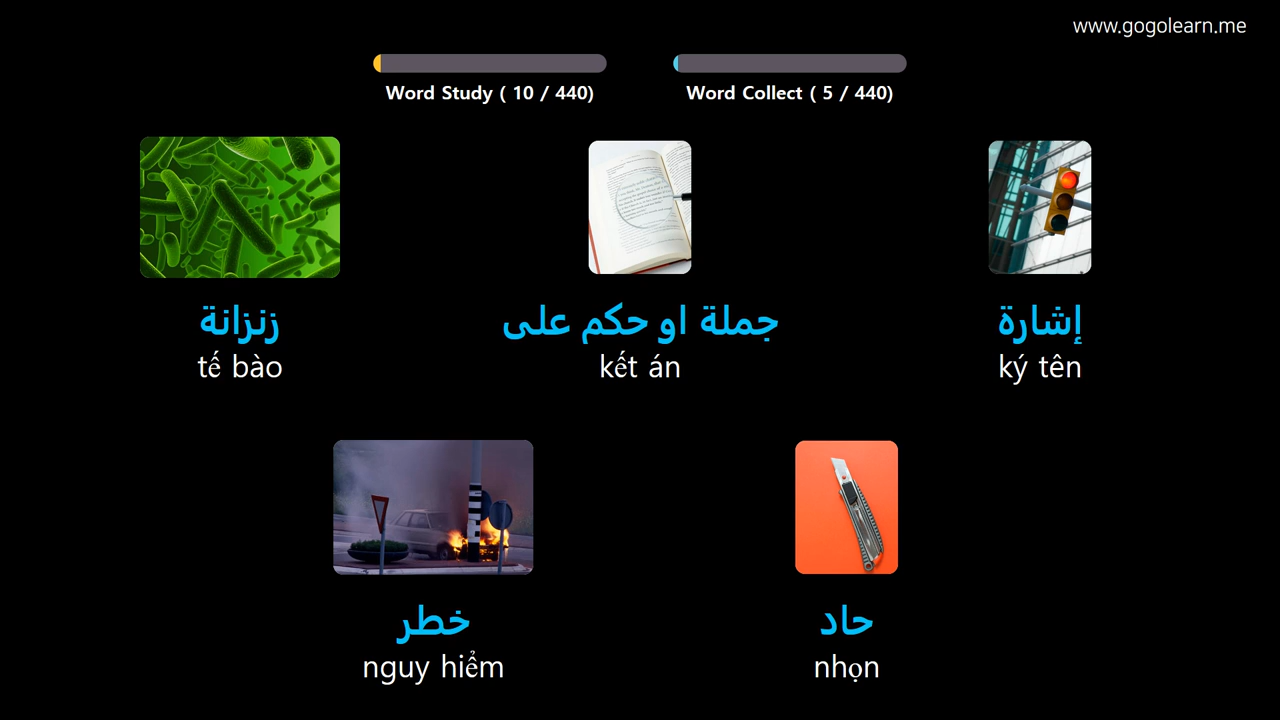 www.gogolearn.me
Word Study ( 10 / 440)
Word Collect ( 5 / 440)
زنزانة
tế bào
جملة او حكم على
kết án
إشارة
ký tên
خطر
nguy hiểm
حاد
nhọn